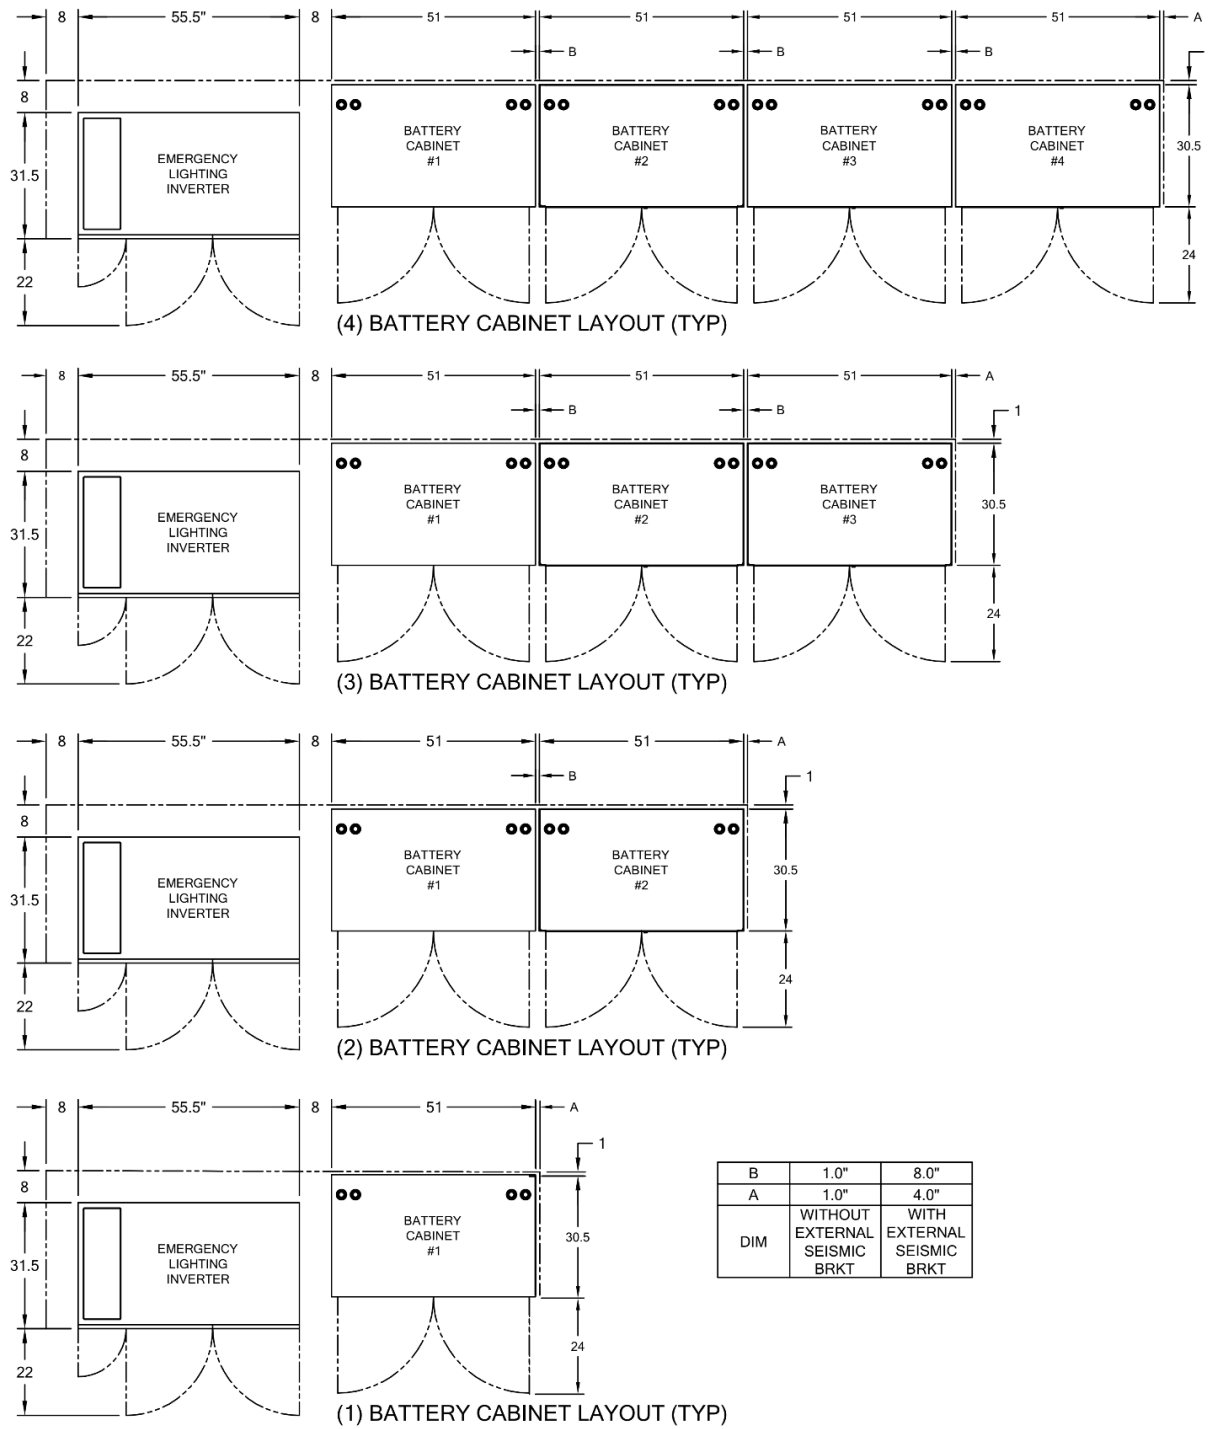 8 55.5" 8 51 51 51 51 A
B B B
8
31.5
22
EMERGENCY
LIGHTING
INVERTER
BATTERY
CABINET
#1
BATTERY
CABINET
#2
BATTERY
CABINET
#3
BATTERY
CABINET
#4
30.5
24
(4) BATTERY CABINET LAYOUT (TYP)
8 55.5" 8 51 51 51 A
B B
1
8
31.5
22
EMERGENCY
LIGHTING
INVERTER
BATTERY
CABINET
#1
BATTERY
CABINET
#2
BATTERY
CABINET
#3
30.5
24
(3) BATTERY CABINET LAYOUT (TYP)
8 55.5" 8 51 51 A
B
1
8
31.5
22
EMERGENCY
LIGHTING
INVERTER
BATTERY
CABINET
#1
BATTERY
CABINET
#2
30.5
24
(2) BATTERY CABINET LAYOUT (TYP)
8 55.5" 8 51 A
1
8
31.5
22
EMERGENCY
LIGHTING
INVERTER
BATTERY
CABINET
#1
30.5
24
(1) BATTERY CABINET LAYOUT (TYP)
B 1.0" 8.0"
A 1.0" 4.0"
DIM
WITHOUT
EXTERNAL
SEISMIC
BRKT
WITH
EXTERNAL
SEISMIC
BRKT